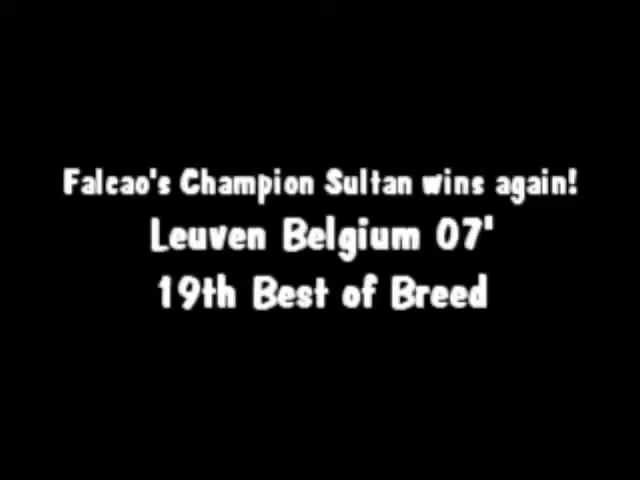 Falcao's Champion Sultan wins again!
Leuven Belgium 07'
19th Best of Breed